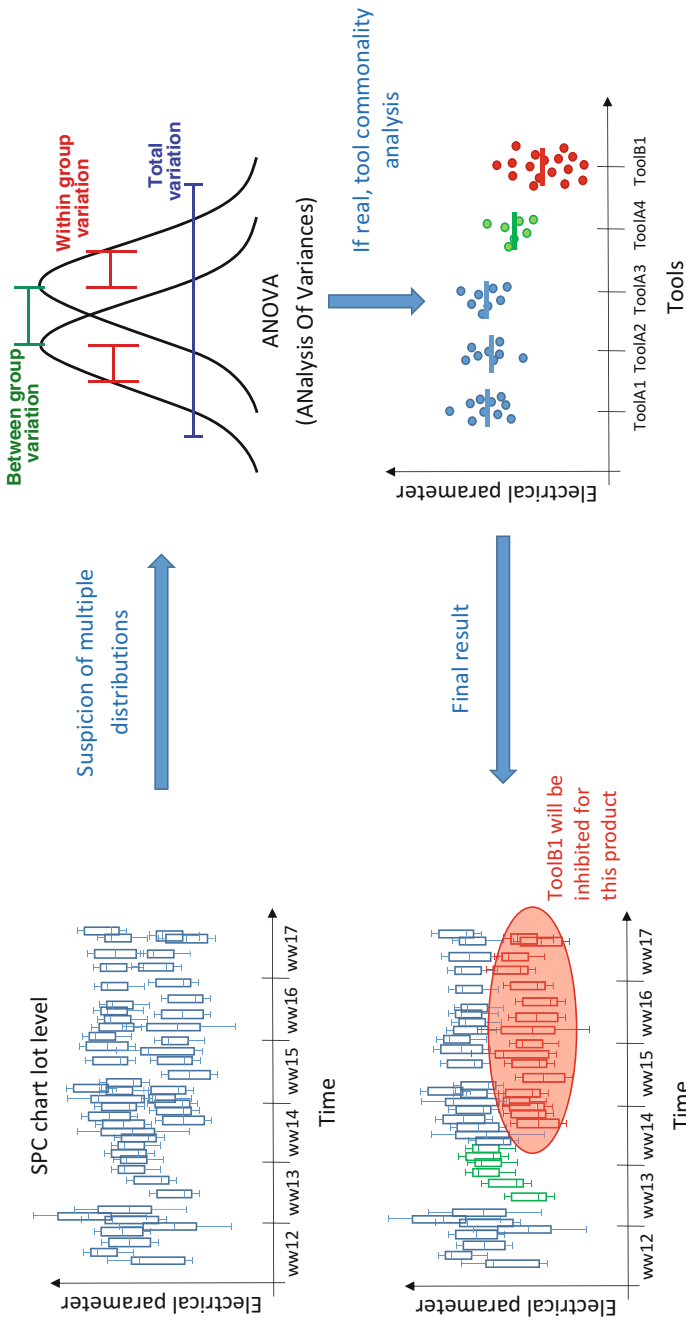 SPC chart lot level
Electrical parameter
ww12 ww13 ww14 ww15 ww16 ww17
Time
Suspicion of multiple
distributions
Between group
variation
Within group
variation
Total
variation
ANOVA
(ANalysis Of Variances)
If real, tool commonality
analysis
Electrical parameter
ToolA1 ToolA2 ToolA3 ToolA4 ToolB1
Tools
Final result
Electrical parameter
ww12 ww13 ww14 ww15 ww16 ww17
Time
ToolB1 will be
inhibited for
this product